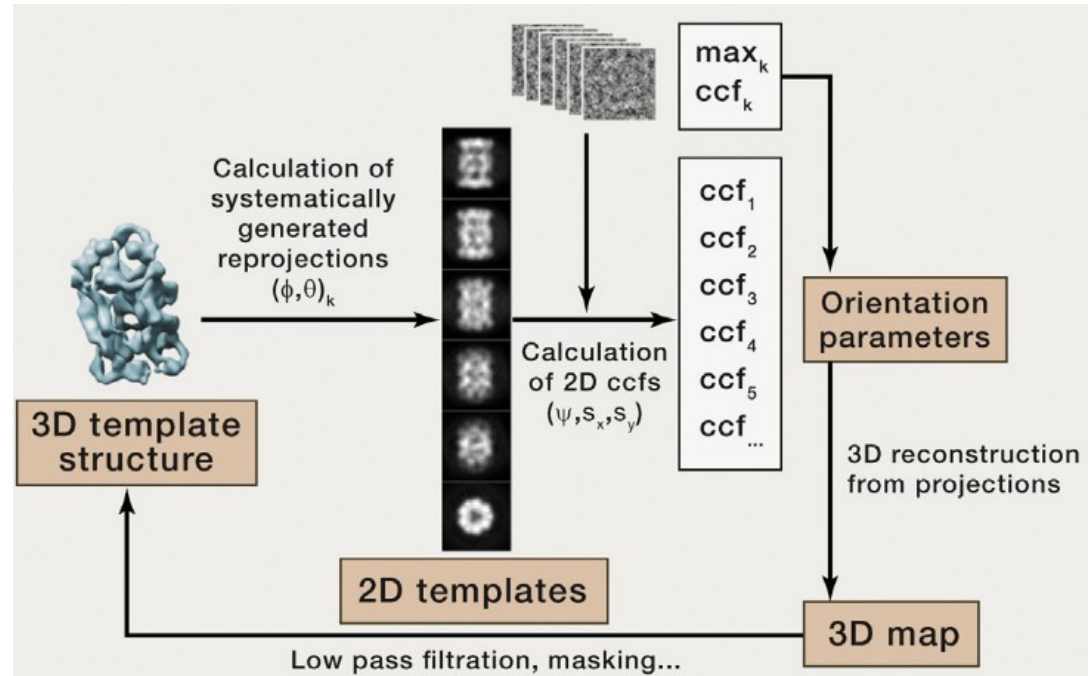 max_k
ccf_k
Calculation of
systematically
generated
reprojections
(ϕ,θ)_k
ccf_1
ccf_2
ccf_3
ccf_4
ccf_5
ccf_...
Calculation
of 2D ccfs
(ψ,s_x,s_y)
Orientation
parameters
3D template
structure
3D reconstruction
from projections
2D templates
3D map
Low pass filtration, masking...